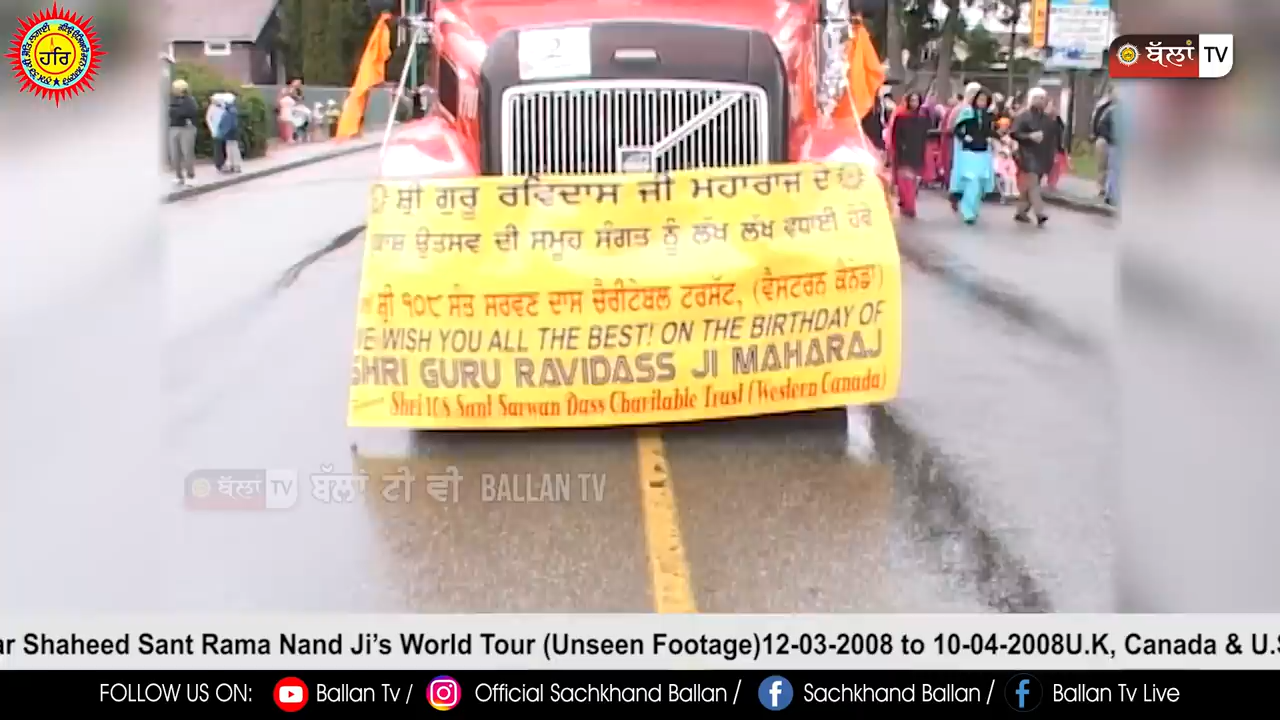 ਹਰਿ
ਬੱਲਾਂ TV
ਸ਼੍ਰੀ ਗੁਰੂ ਰਵਿਦਾਸ ਜੀ ਮਹਾਰਾਜ ਦੇ
ਉਤਸਵ ਦੀ ਸਮੂਹ ਸੰਗਤ ਨੂੰ ਲੱਖ ਲੱਖ ਵਧਾਈ ਹੋਵੇ
ਸ਼੍ਰੀ ੧੦੮ ਸੰਤ ਸਰਵਣ ਦਾਸ ਚੈਰੀਟੇਬਲ ਟਰਸੱਟ, (ਵੈਸਟਰਨ ਕੈਨੇਡਾ)
WISH YOU ALL THE BEST! ON THE BIRTHDAY OF
SHRI GURU RAVIDASS JI MAHARAJ
Shri 108 Sant Sarwan Dass Charitable Trust (Western Canada)
ਬੱਲਾਂ TV ਬੱਲਾਂ ਟੀ ਵੀ BALLAN TV
ar Shaheed Sant Rama Nand Ji’s World Tour (Unseen Footage)12-03-2008 to 10-04-2008U.K, Canada & U.S
FOLLOW US ON: Ballan Tv / Official Sachkhand Ballan / Sachkhand Ballan / Ballan Tv Live